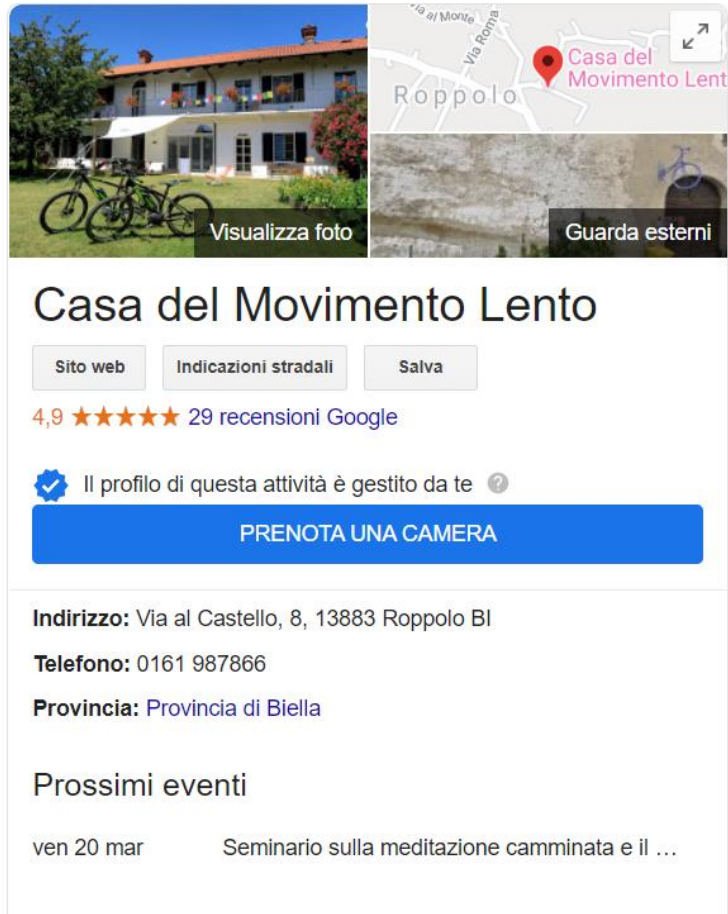 Via al Monte
Via Roma
Casa del
Movimento Lent
Roppolo
Visualizza foto
Guarda esterni
Casa del Movimento Lento
Sito web
Indicazioni stradali
Salva
4,9 ★★★★★ 29 recensioni Google
Il profilo di questa attività è gestito da te ?
PRENOTA UNA CAMERA
Indirizzo: Via al Castello, 8, 13883 Roppolo BI
Telefono: 0161 987866
Provincia: Provincia di Biella
Prossimi eventi
ven 20 mar Seminario sulla meditazione camminata e il ...